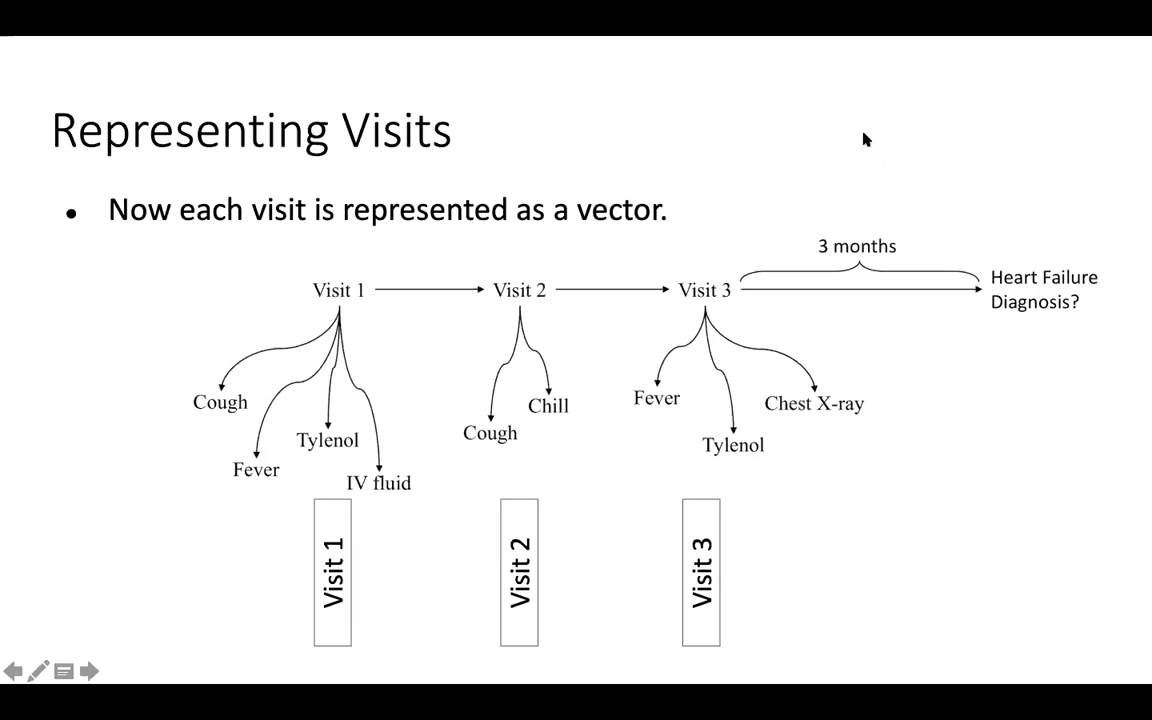 Representing Visits
● Now each visit is represented as a vector.
3 months
Visit 1
Visit 2
Visit 3
Heart Failure
Diagnosis?
Cough
Fever
Tylenol
IV fluid
Cough
Chill
Fever
Tylenol
Chest X-ray
Visit 1
Visit 2
Visit 3